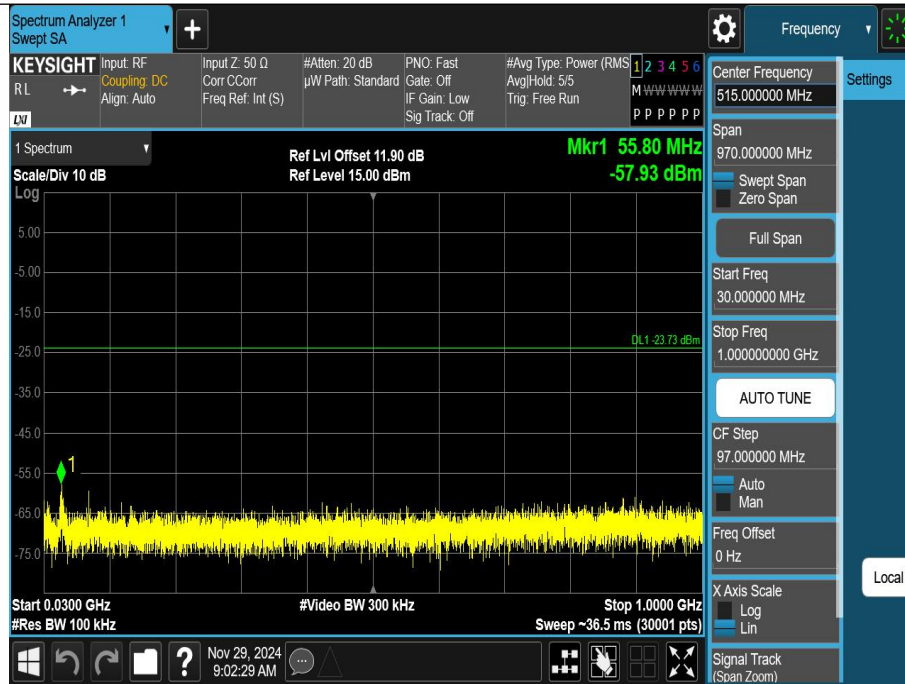 Spectrum Analyzer 1
Swept SA
+
Frequency
KEYSIGHT
R L
LXI
Input: RF
Coupling: DC
Align: Auto
Input Z: 50 Ω
Corr CCorr
Freq Ref: Int (S)
#Atten: 20 dB
µW Path: Standard
PNO: Fast
Gate: Off
IF Gain: Low
Sig Track: Off
#Avg Type: Power (RMS
Avg|Hold: 5/5
Trig: Free Run
1 2 3 4 5 6
M W W W W W
P P P P P P
1 Spectrum
Scale/Div 10 dB
Ref Lvl Offset 11.90 dB
Ref Level 15.00 dBm
Mkr1 55.80 MHz
-57.93 dBm
Log
5.00
-5.00
-15.0
DL1 -23.73 dBm
-25.0
-35.0
-45.0
1
-55.0
-65.0
-75.0
Start 0.0300 GHz
#Res BW 100 kHz
#Video BW 300 kHz
Stop 1.0000 GHz
Sweep ~36.5 ms (30001 pts)
Center Frequency
515.000000 MHz
Span
970.000000 MHz
Swept Span
Zero Span
Full Span
Start Freq
30.000000 MHz
Stop Freq
1.000000000 GHz
AUTO TUNE
CF Step
97.000000 MHz
Auto
Man
Freq Offset
0 Hz
X Axis Scale
Log
Lin
Signal Track
(Span Zoom)
Settings
Local
?
Nov 29, 2024
9:02:29 AM